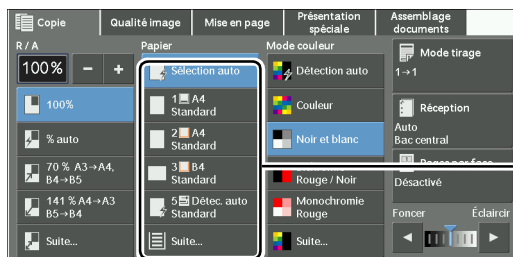 Copie
Qualité image
Mise en page
Présentation
spéciale
Assemblage
documents
R / A
100%
−
+
100%
% auto
70 % A3→A4,
B4→B5
141 % A4→A3
B5→B4
Suite...
Papier
Sélection auto
1 A4
Standard
2 A4
Standard
3 B4
Standard
5 Détec. auto
Standard
Suite...
Mode couleur
Détection auto
Couleur
Noir et blanc
Rouge / Noir
Monochromie
Rouge
Suite...
Mode tirage
1→1
Réception
Auto
Bac central
Pages par face
Désactivé
Foncer
Éclaircir